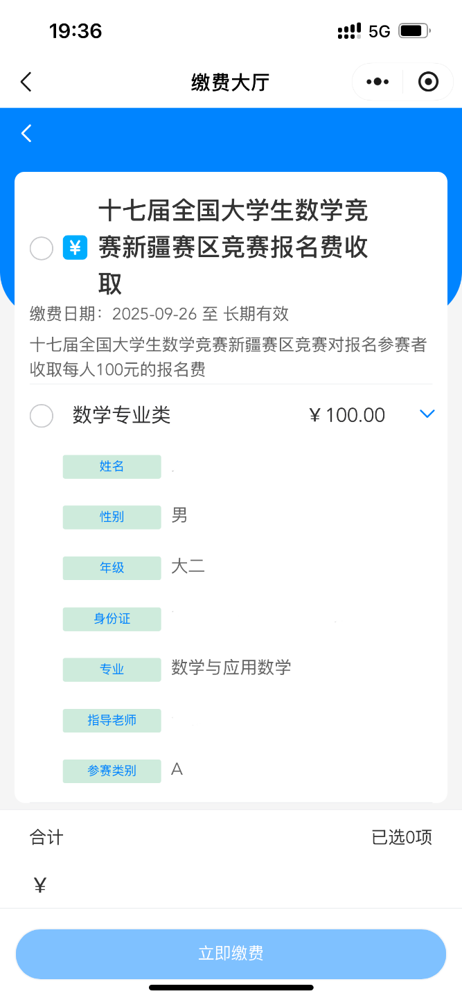 19:36
5G
缴费大厅
¥
十七届全国大学生数学竞
赛新疆赛区竞赛报名费收
取
缴费日期：2025-09-26 至 长期有效
十七届全国大学生数学竞赛新疆赛区竞赛对报名参赛者
收取每人100元的报名费
数学专业类 ¥ 100.00
姓名
性别 男
年级 大二
身份证
专业 数学与应用数学
指导老师
参赛类别 A
合计 已选0项
¥
立即缴费